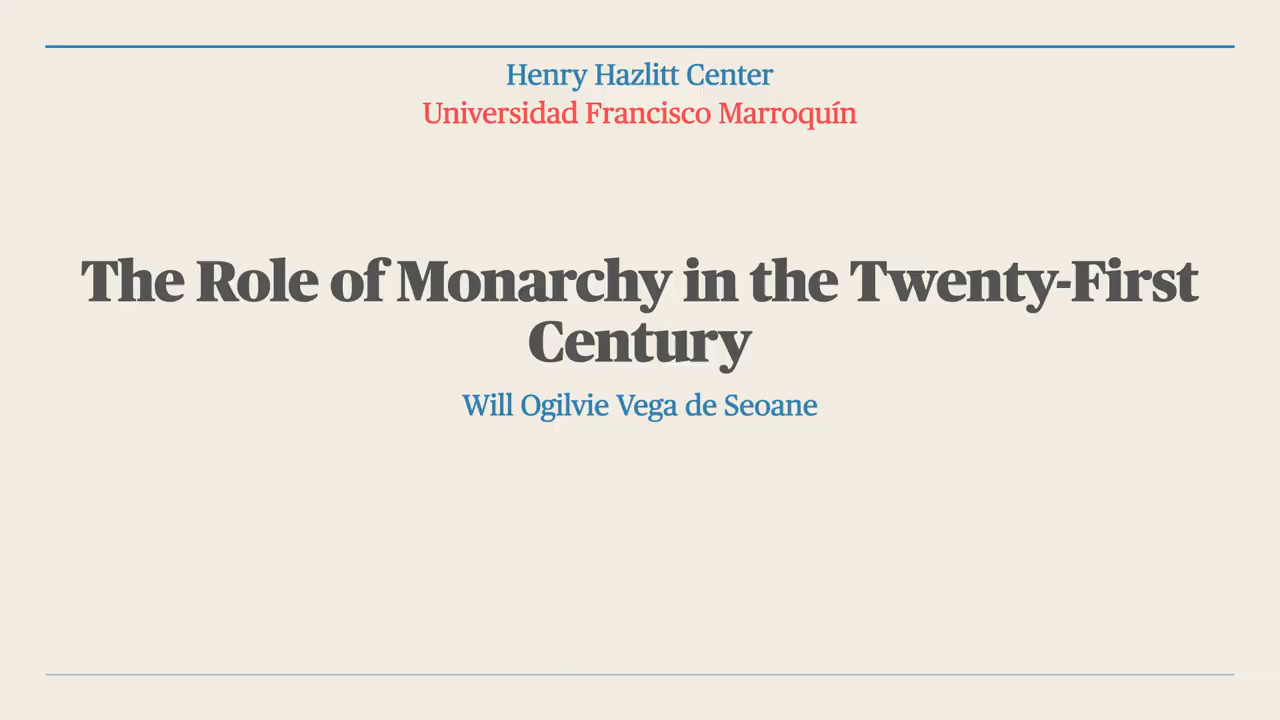 Henry Hazlitt Center
Universidad Francisco Marroquín
The Role of Monarchy in the Twenty-First
Century
Will Ogilvie Vega de Seoane